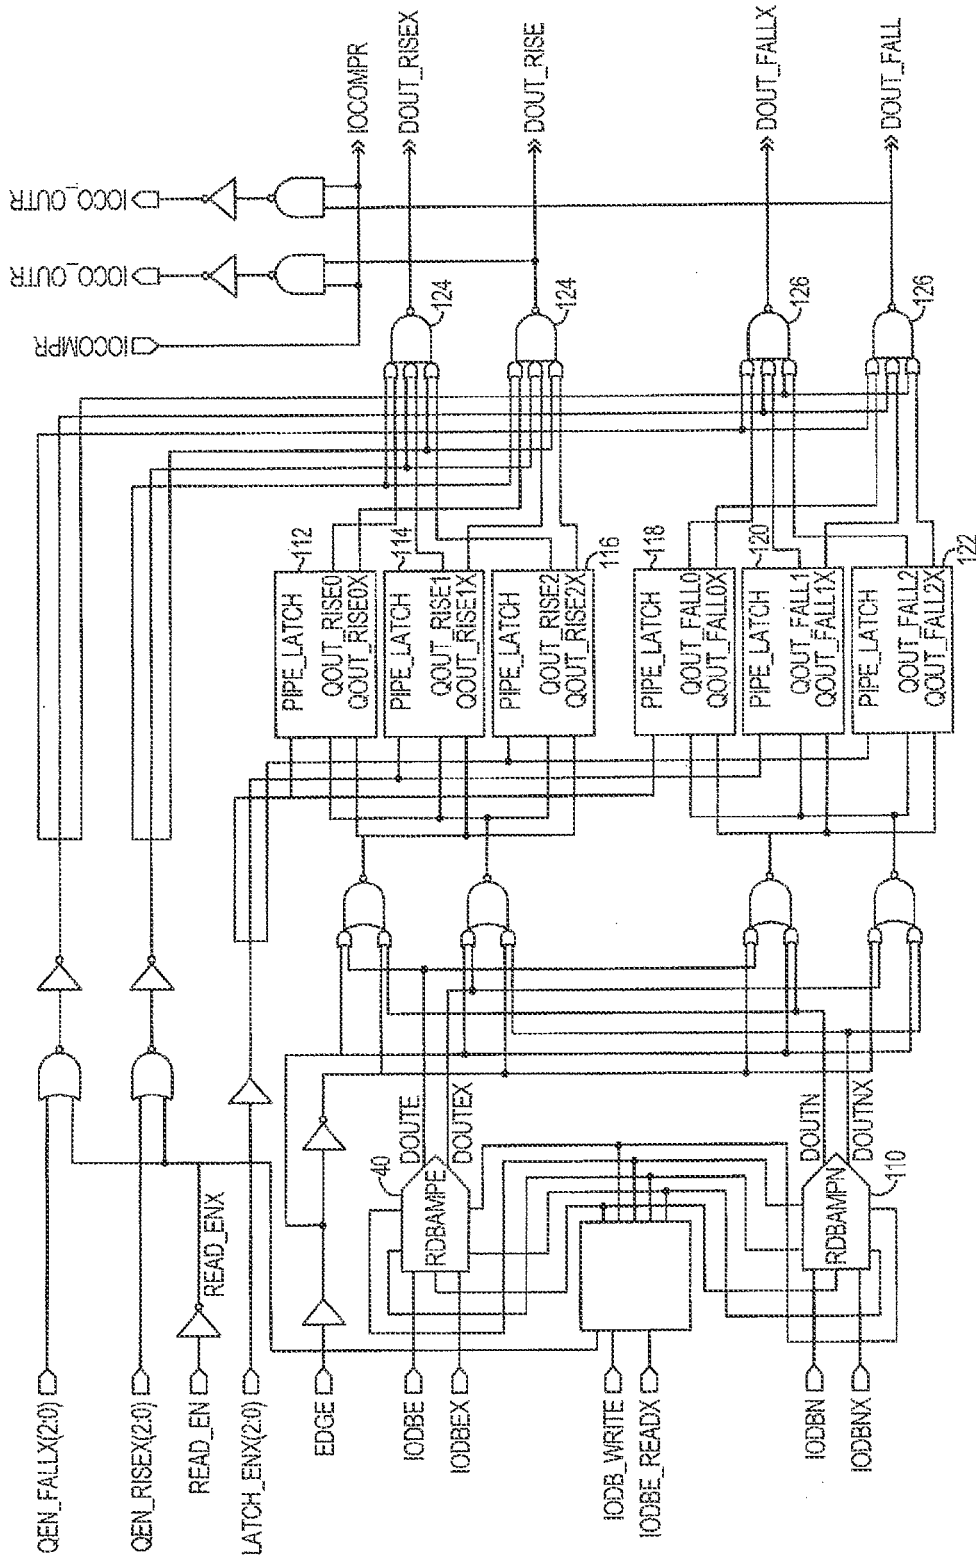 QEN_FALLX(2:0)
QEN_RISEX(2:0)
READ_EN
READ_ENX
LATCH_ENX(2:0)
EDGE
IODBE
IODBEX
IODB_WRITE
IODBE_READX
IODBN
IODBNX
40
RDBAMPE
DOUTE
DOUTEX
RDBAMPN
110
DOUTN
DOUTNX
PIPE_LATCH
112
QOUT_RISE0
QOUT_RISE0X
PIPE_LATCH
114
QOUT_RISE1
QOUT_RISE1X
PIPE_LATCH
116
QOUT_RISE2
QOUT_RISE2X
PIPE_LATCH
118
QOUT_FALL0
QOUT_FALL0X
PIPE_LATCH
120
QOUT_FALL1
QOUT_FALL1X
PIPE_LATCH
122
QOUT_FALL2
QOUT_FALL2X
124
124
126
126
IOCOMPR
IOCO_OUTR
IOCO_OUTR
IOCOMPR
DOUT_RISEX
DOUT_RISE
DOUT_FALLX
DOUT_FALL